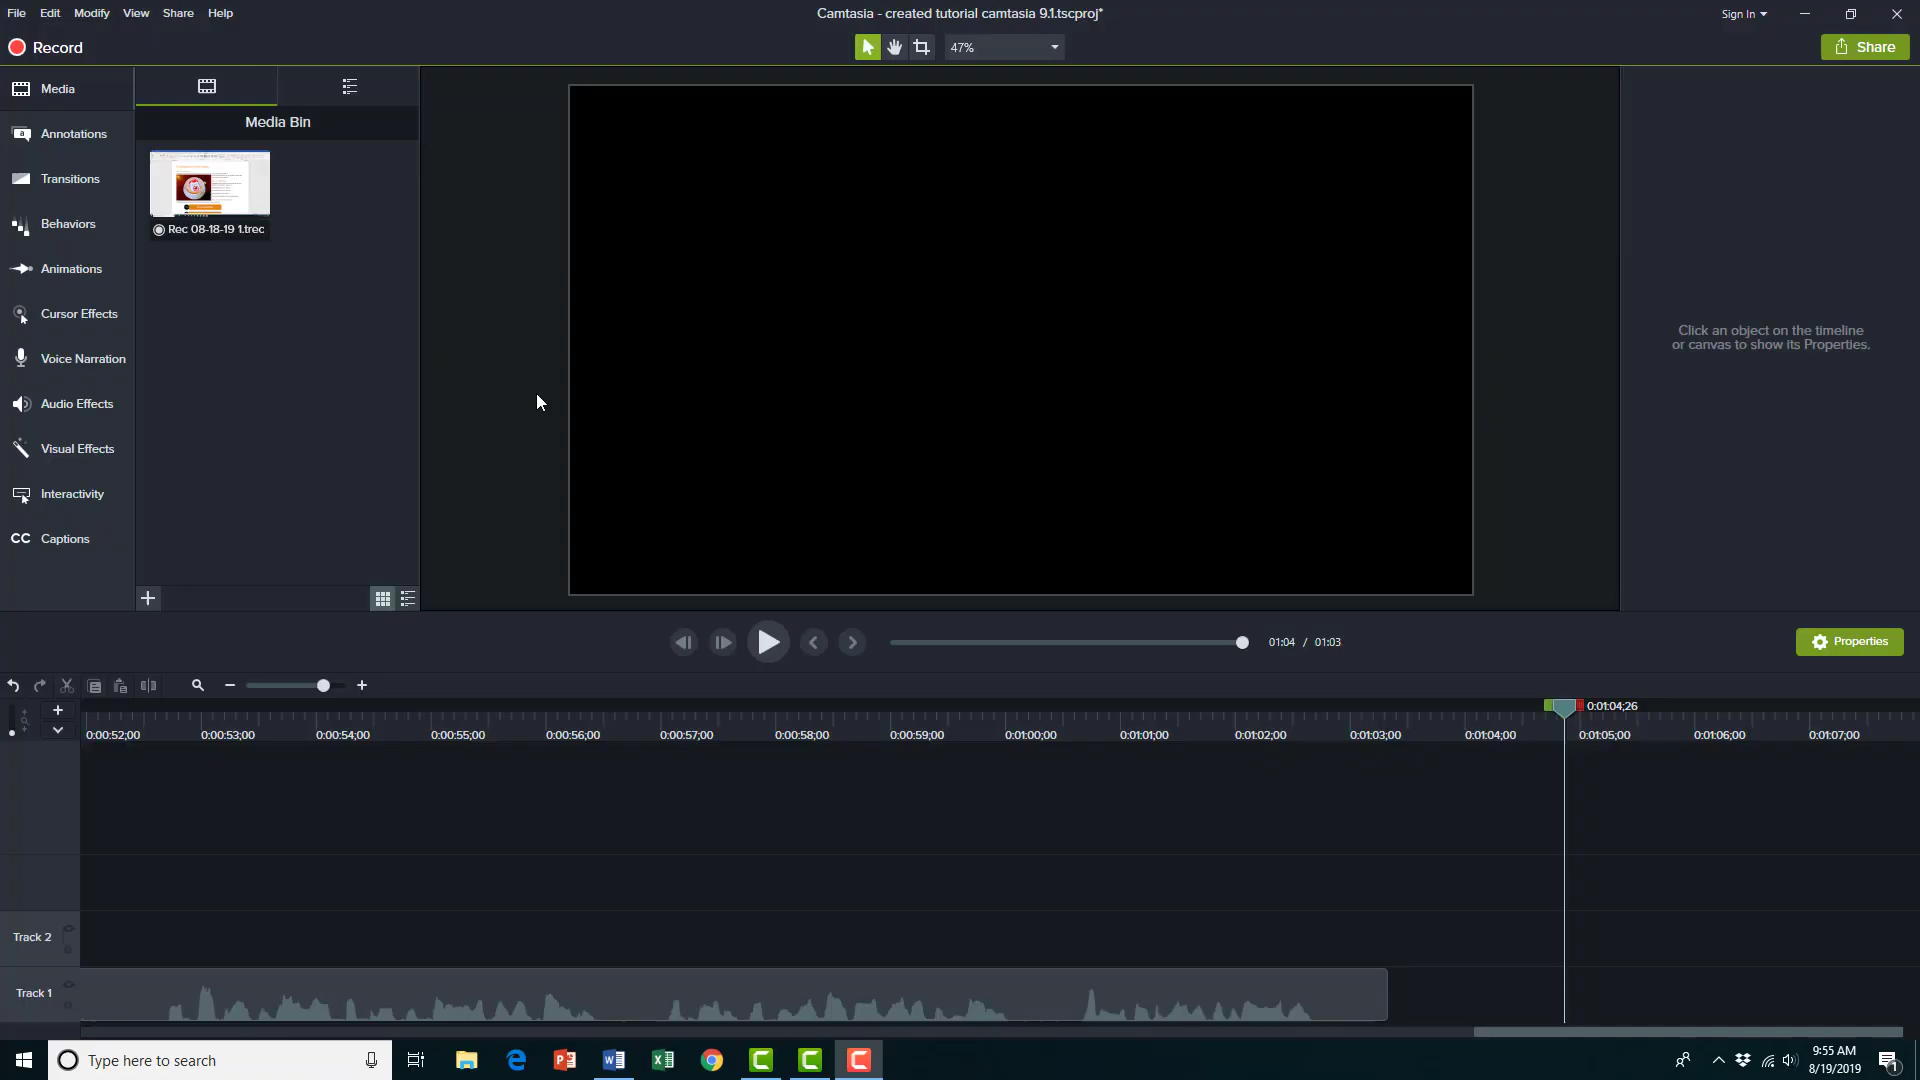 File Edit Modify View Share Help
Camtasia - created tutorial camtasia 9.1.tscproj*
Sign In
Record
47%
Share
Media
Annotations
Transitions
Behaviors
Animations
Cursor Effects
Voice Narration
Audio Effects
Visual Effects
Interactivity
CC Captions
Media Bin
Rec 08-18-19 1.trec
Click an object on the timeline
or canvas to show its Properties.
01:04 / 01:03
Properties
0:01:04;26
0:00:52;00 0:00:53;00 0:00:54;00 0:00:55;00 0:00:56;00 0:00:57;00 0:00:58;00 0:00:59;00 0:01:00;00 0:01:01;00 0:01:02;00 0:01:03;00 0:01:04;00 0:01:05;00 0:01:06;00 0:01:07;00
Track 2
Track 1
Type here to search
9:55 AM
8/19/2019
1